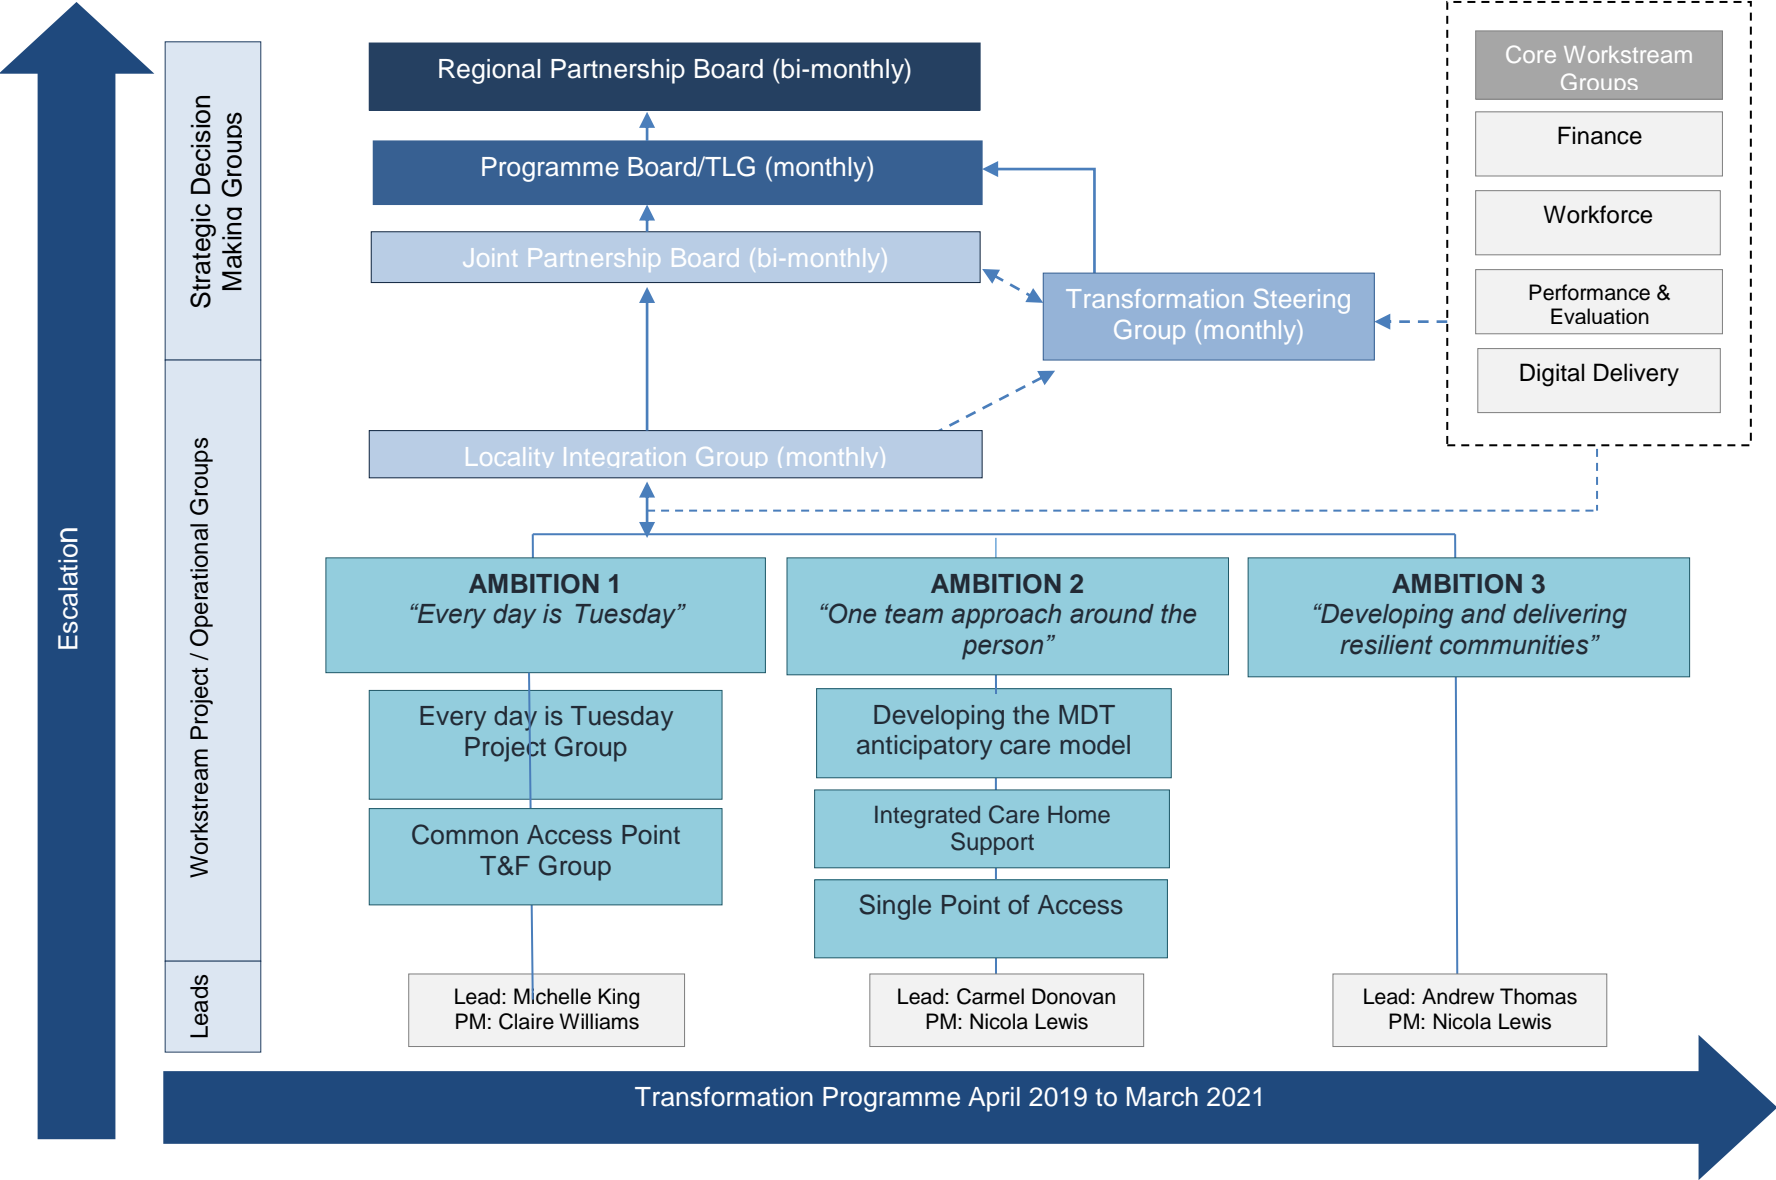 Escalation
Strategic Decision
Making Groups
Workstream Project / Operational Groups
Leads
Regional Partnership Board (bi-monthly)
Programme Board/TLG (monthly)
Joint Partnership Board (bi-monthly)
Transformation Steering
Group (monthly)
Locality Integration Group (monthly)
Core Workstream
Groups
Finance
Workforce
Performance &
Evaluation
Digital Delivery
AMBITION 1
“Every day is Tuesday”
Every day is Tuesday
Project Group
Common Access Point
T&F Group
Lead: Michelle King
PM: Claire Williams
AMBITION 2
“One team approach around the
person”
Developing the MDT
anticipatory care model
Integrated Care Home
Support
Single Point of Access
Lead: Carmel Donovan
PM: Nicola Lewis
AMBITION 3
“Developing and delivering
resilient communities”
Lead: Andrew Thomas
PM: Nicola Lewis
Transformation Programme April 2019 to March 2021